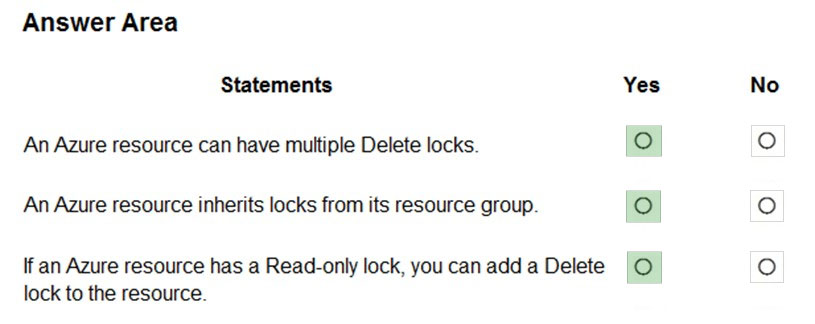 Answer Area
Statements Yes No
An Azure resource can have multiple Delete locks.
An Azure resource inherits locks from its resource group.
If an Azure resource has a Read-only lock, you can add a Delete
lock to the resource.